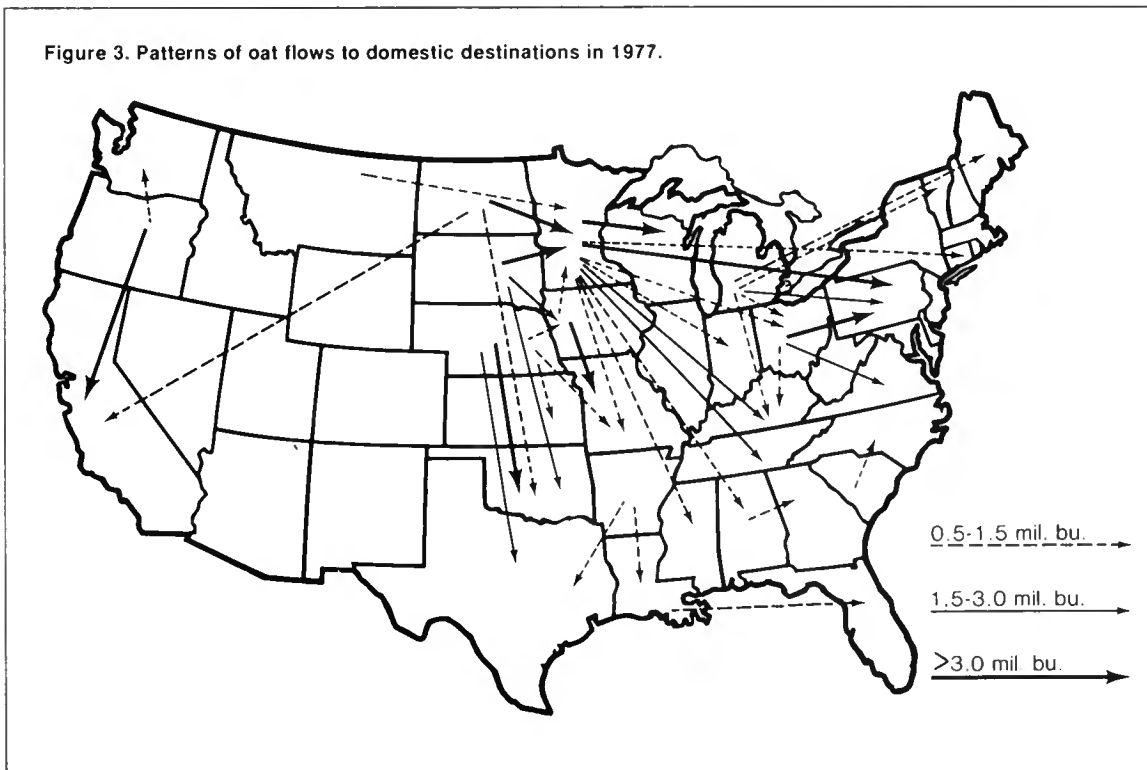 Figure 3. Patterns of oat flows to domestic destinations in 1977.
0.5-1.5 mil. bu.
1.5-3.0 mil. bu.
>3.0 mil. bu.